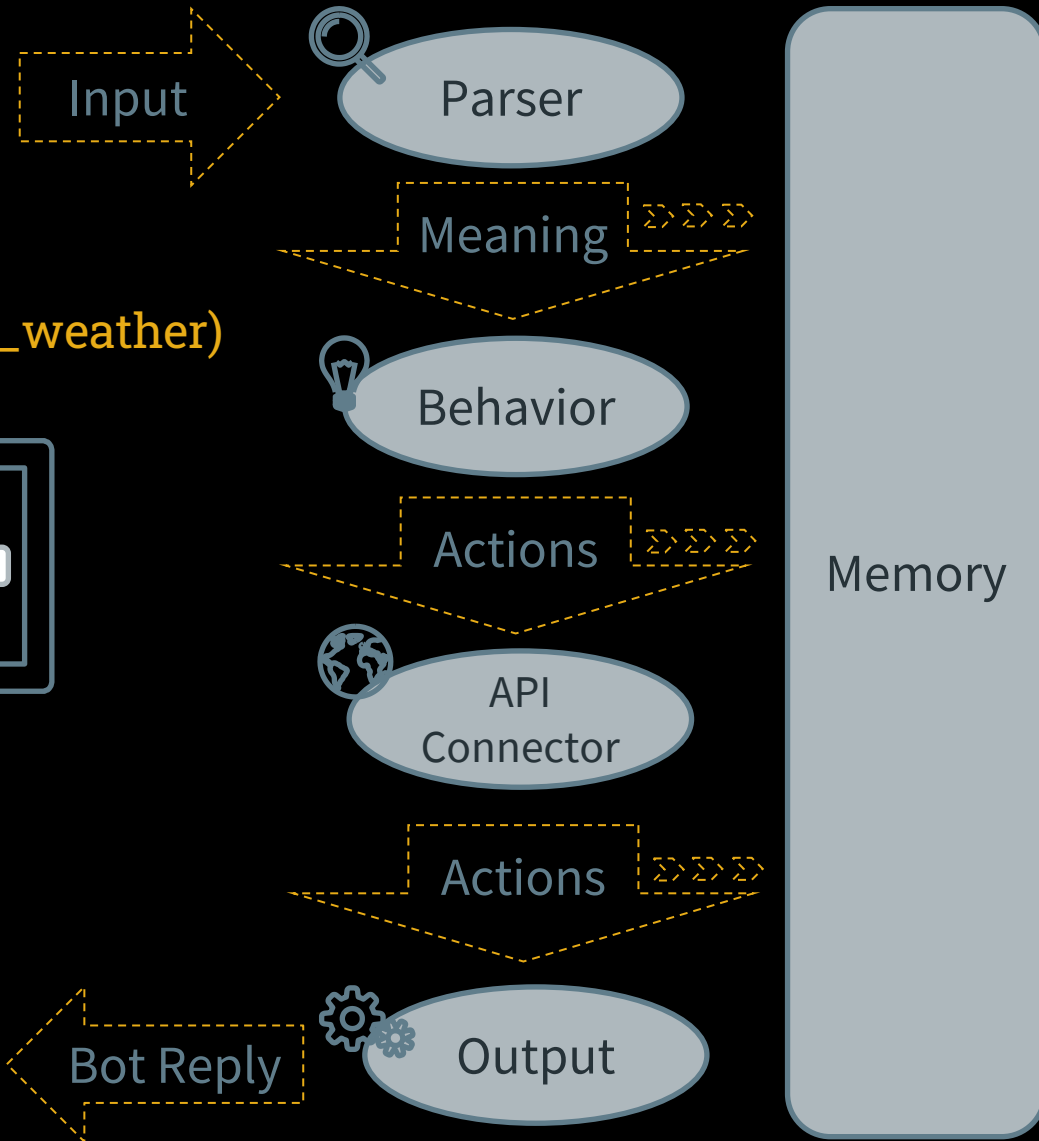 Input
Parser
Meaning
_weather)
Behavior
Actions
Memory
API
Connector
Actions
Bot Reply
Output